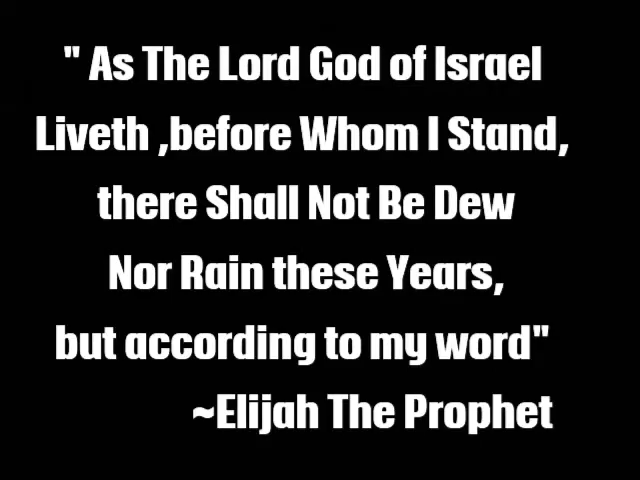 " As The Lord God of Israel
Liveth ,before Whom I Stand,
there Shall Not Be Dew
Nor Rain these Years,
but according to my word"
~Elijah The Prophet